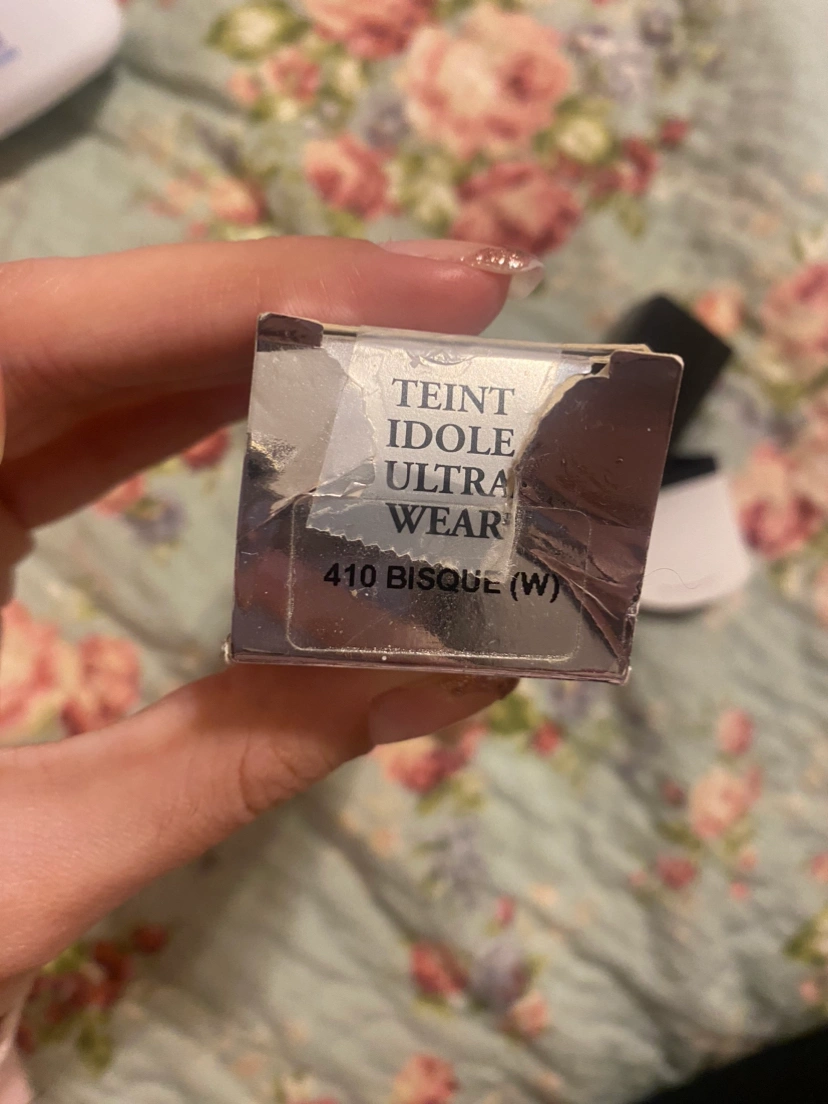 TEINT
IDOLE
ULTRA
WEAR
410 BISQUE (W)